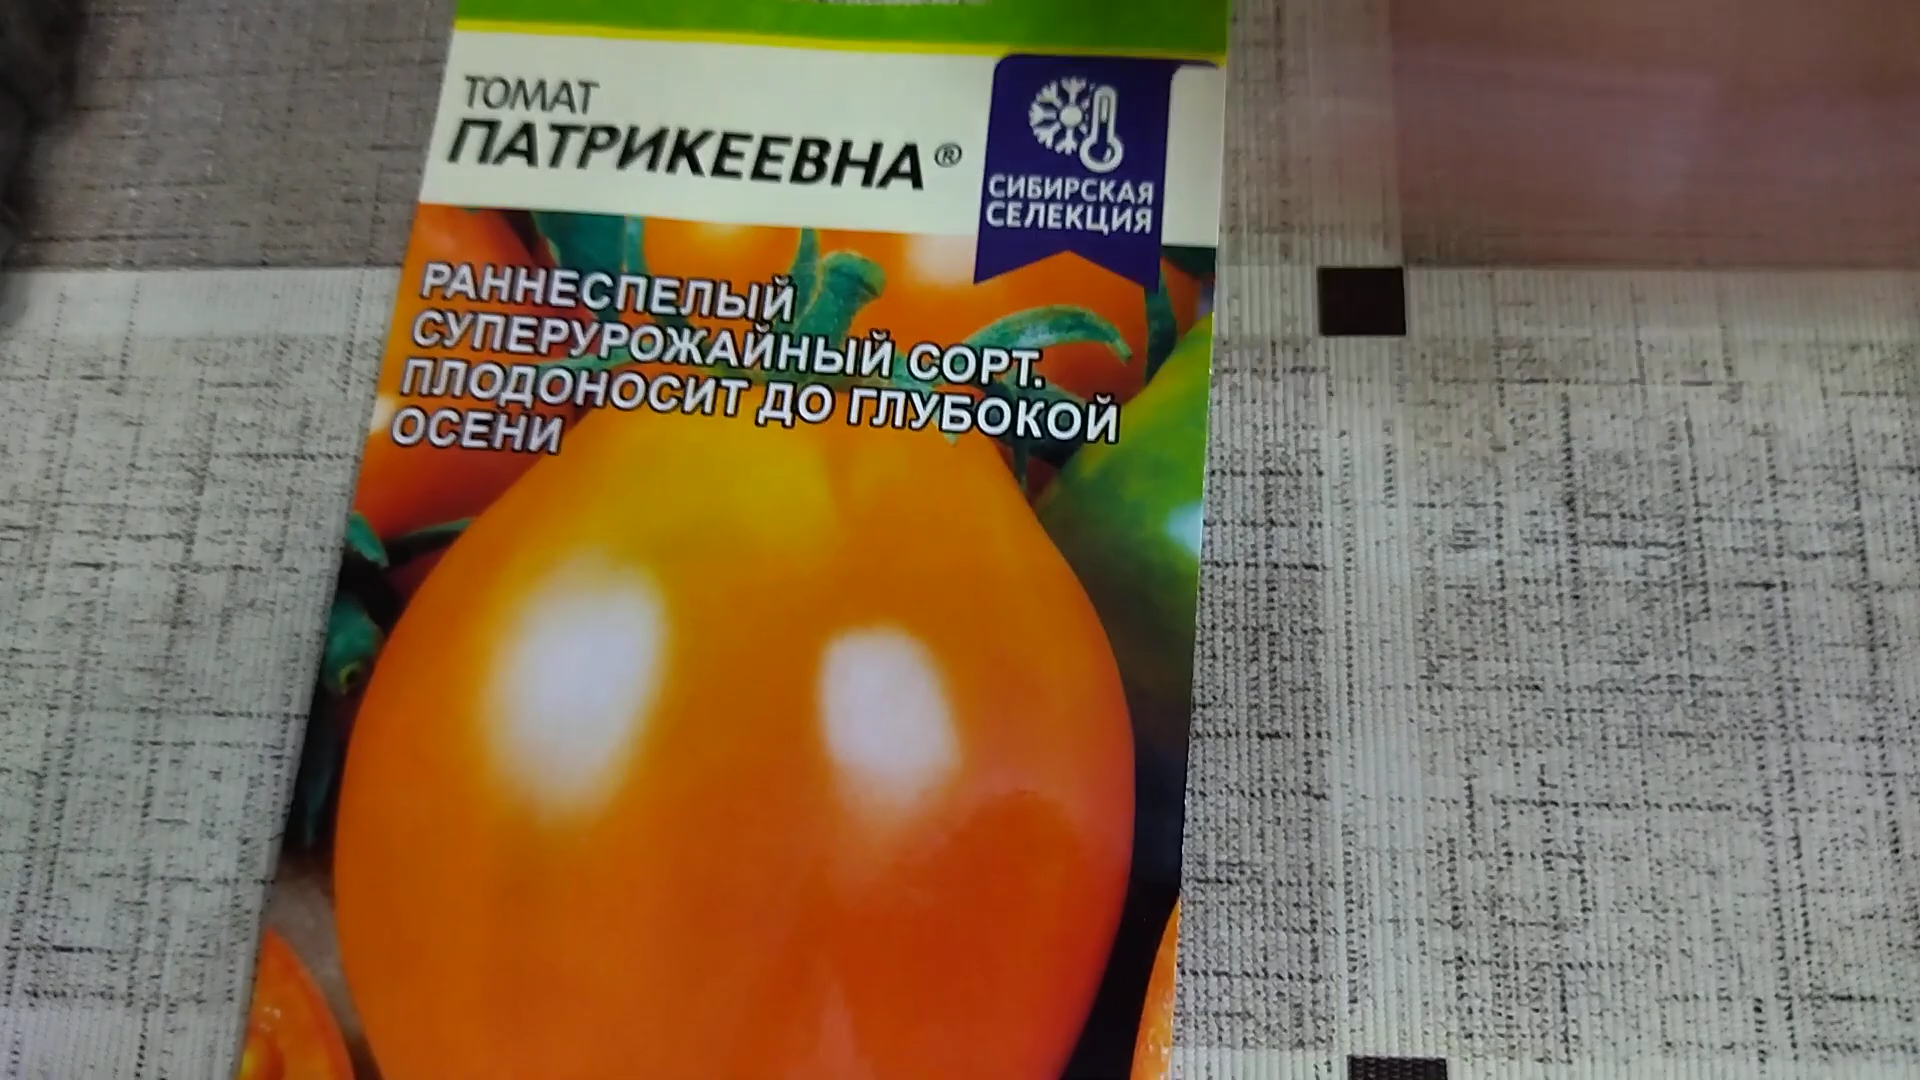 ТОМАТ
ПАТРИКЕЕВНА®
СИБИРСКАЯ
СЕЛЕКЦИЯ
РАННЕСПЕЛЫЙ
СУПЕРУРОЖАЙНЫЙ СОРТ.
ПЛОДОНОСИТ ДО ГЛУБОКОЙ
ОСЕНИ